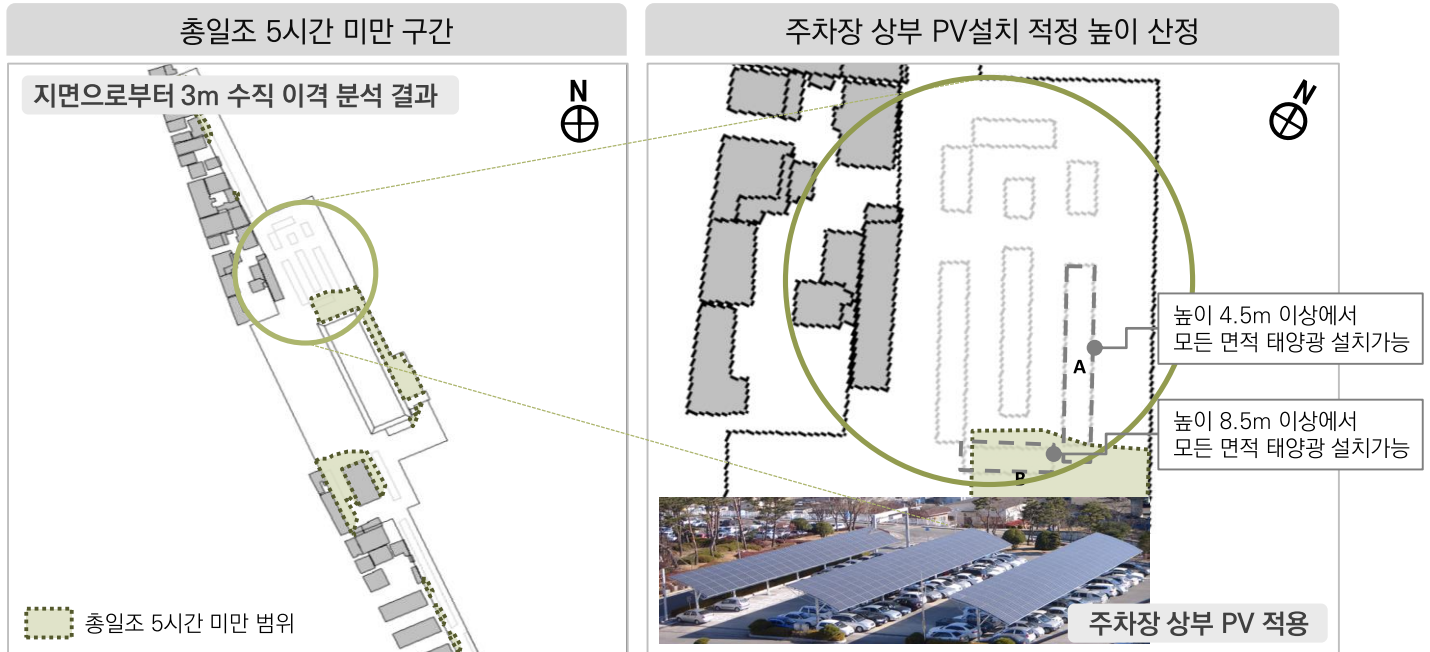 총일조 5시간 미만 구간
지면으로부터 3m 수직 이격 분석 결과
N
총일조 5시간 미만 범위
주차장 상부 PV설치 적정 높이 산정
N
높이 4.5m 이상에서
모든 면적 태양광 설치가능
A
높이 8.5m 이상에서
모든 면적 태양광 설치가능
B
주차장 상부 PV 적용